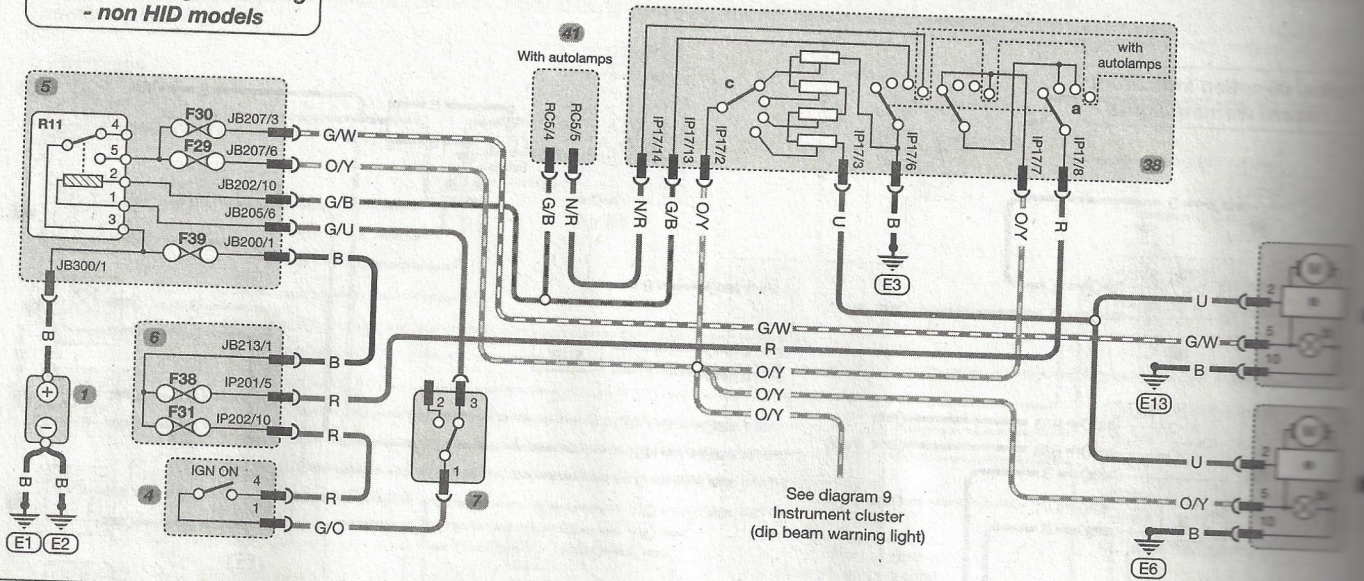 - non HID models
41
With autolamps
38
with
autolamps
c
a
5
R11
4
5
2
1
3
F30
F29
F39
JB207/3
JB207/6
JB202/10
JB205/6
JB200/1
JB300/1
G/W
O/Y
G/B
G/U
B
RC5/4
RC5/5
G/B
N/R
IP17/14
IP17/13
IP17/2
IP17/3
IP17/6
IP17/7
IP17/8
N/R
G/B
O/Y
U
B
O/Y
R
E3
B
1
+
−
B
B
E1
E2
6
F38
F31
JB213/1
IP201/5
IP202/10
B
R
R
4
IGN ON
4
1
R
G/O
2
3
1
7
G/W
R
O/Y
O/Y
O/Y
See diagram 9
Instrument cluster
(dip beam warning light)
U
G/W
B
E13
2
5
10
M
U
O/Y
B
E6
2
5
10
M